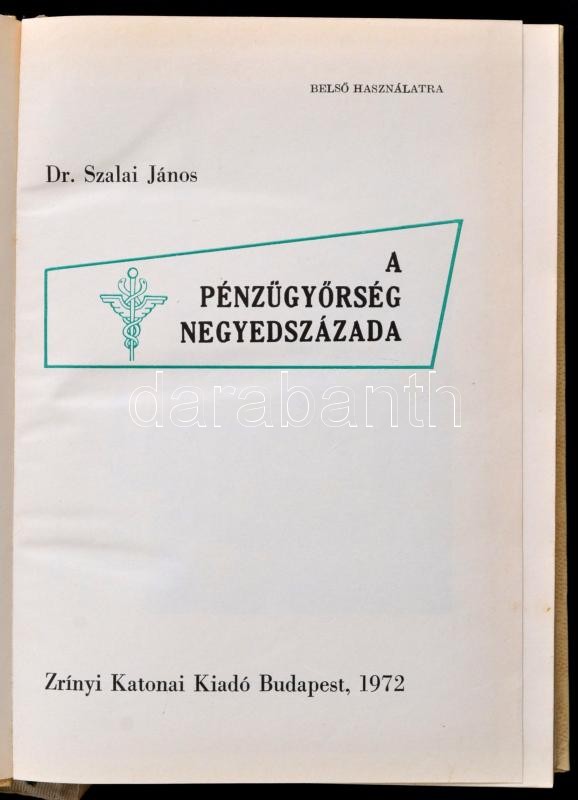 BELSŐ HASZNÁLATRA
Dr. Szalai János
A
PÉNZÜGYŐRSÉG
NEGYEDSZÁZADA
darabanth
Zrínyi Katonai Kiadó Budapest, 1972